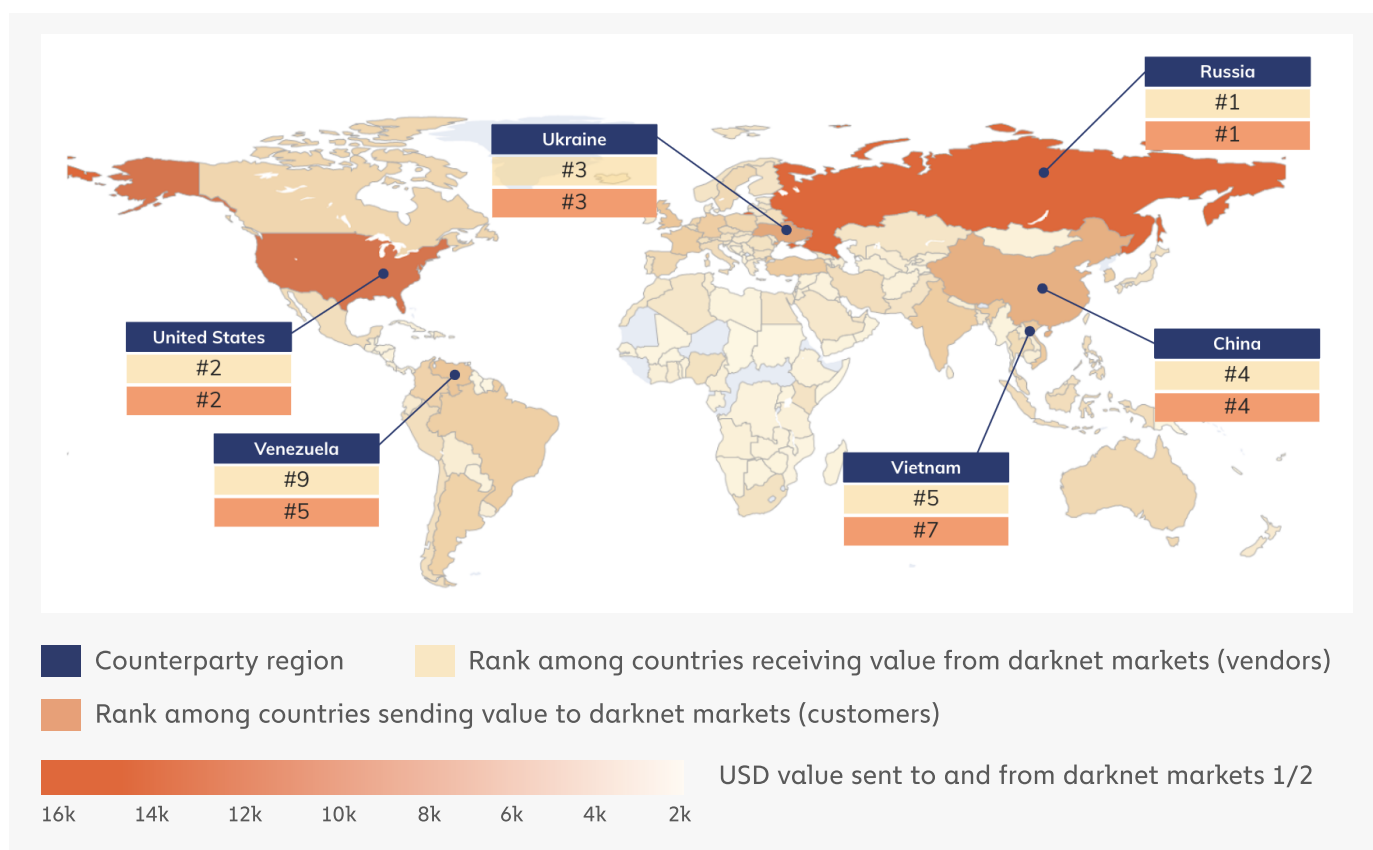 Russia
#1
#1
Ukraine
#3
#3
United States
#2
#2
China
#4
#4
Venezuela
#9
#5
Vietnam
#5
#7
Counterparty region
Rank among countries receiving value from darknet markets (vendors)
Rank among countries sending value to darknet markets (customers)
USD value sent to and from darknet markets 1/2
16k 14k 12k 10k 8k 6k 4k 2k